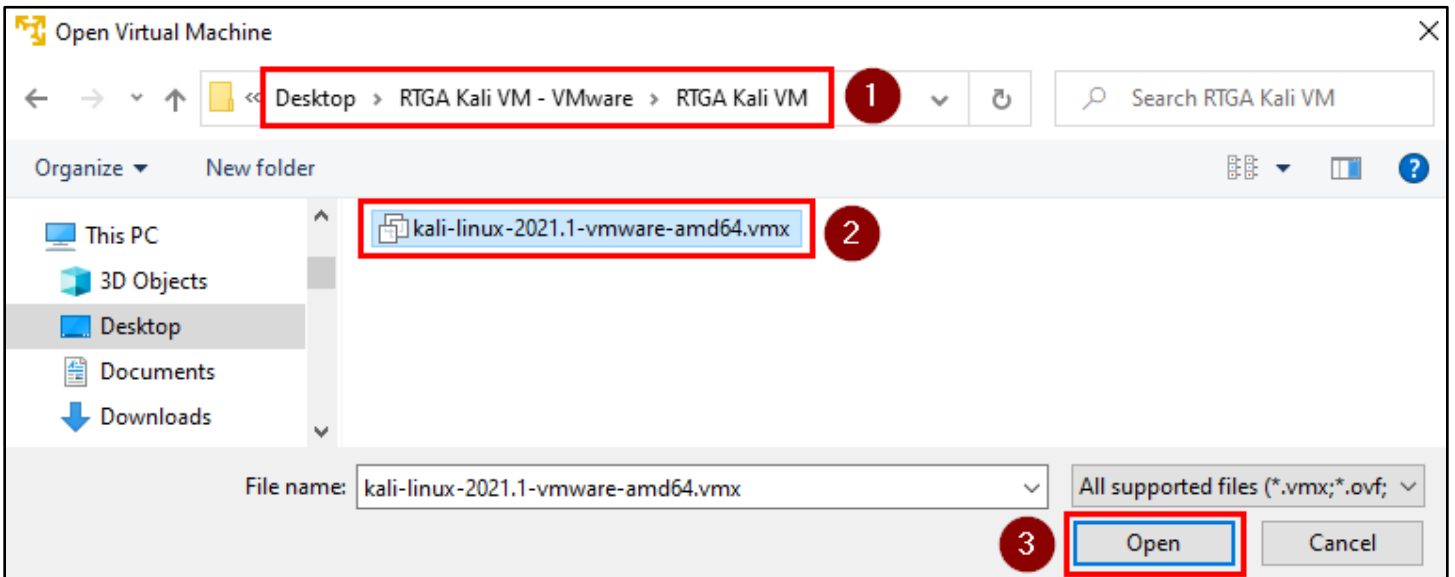 Open Virtual Machine
« Desktop > RTGA Kali VM - VMware > RTGA Kali VM 1 Search RTGA Kali VM
Organize New folder ?
This PC
3D Objects
Desktop
Documents
Downloads
kali-linux-2021.1-vmware-amd64.vmx 2
File name: kali-linux-2021.1-vmware-amd64.vmx All supported files (*.vmx;*.ovf;
3 Open Cancel